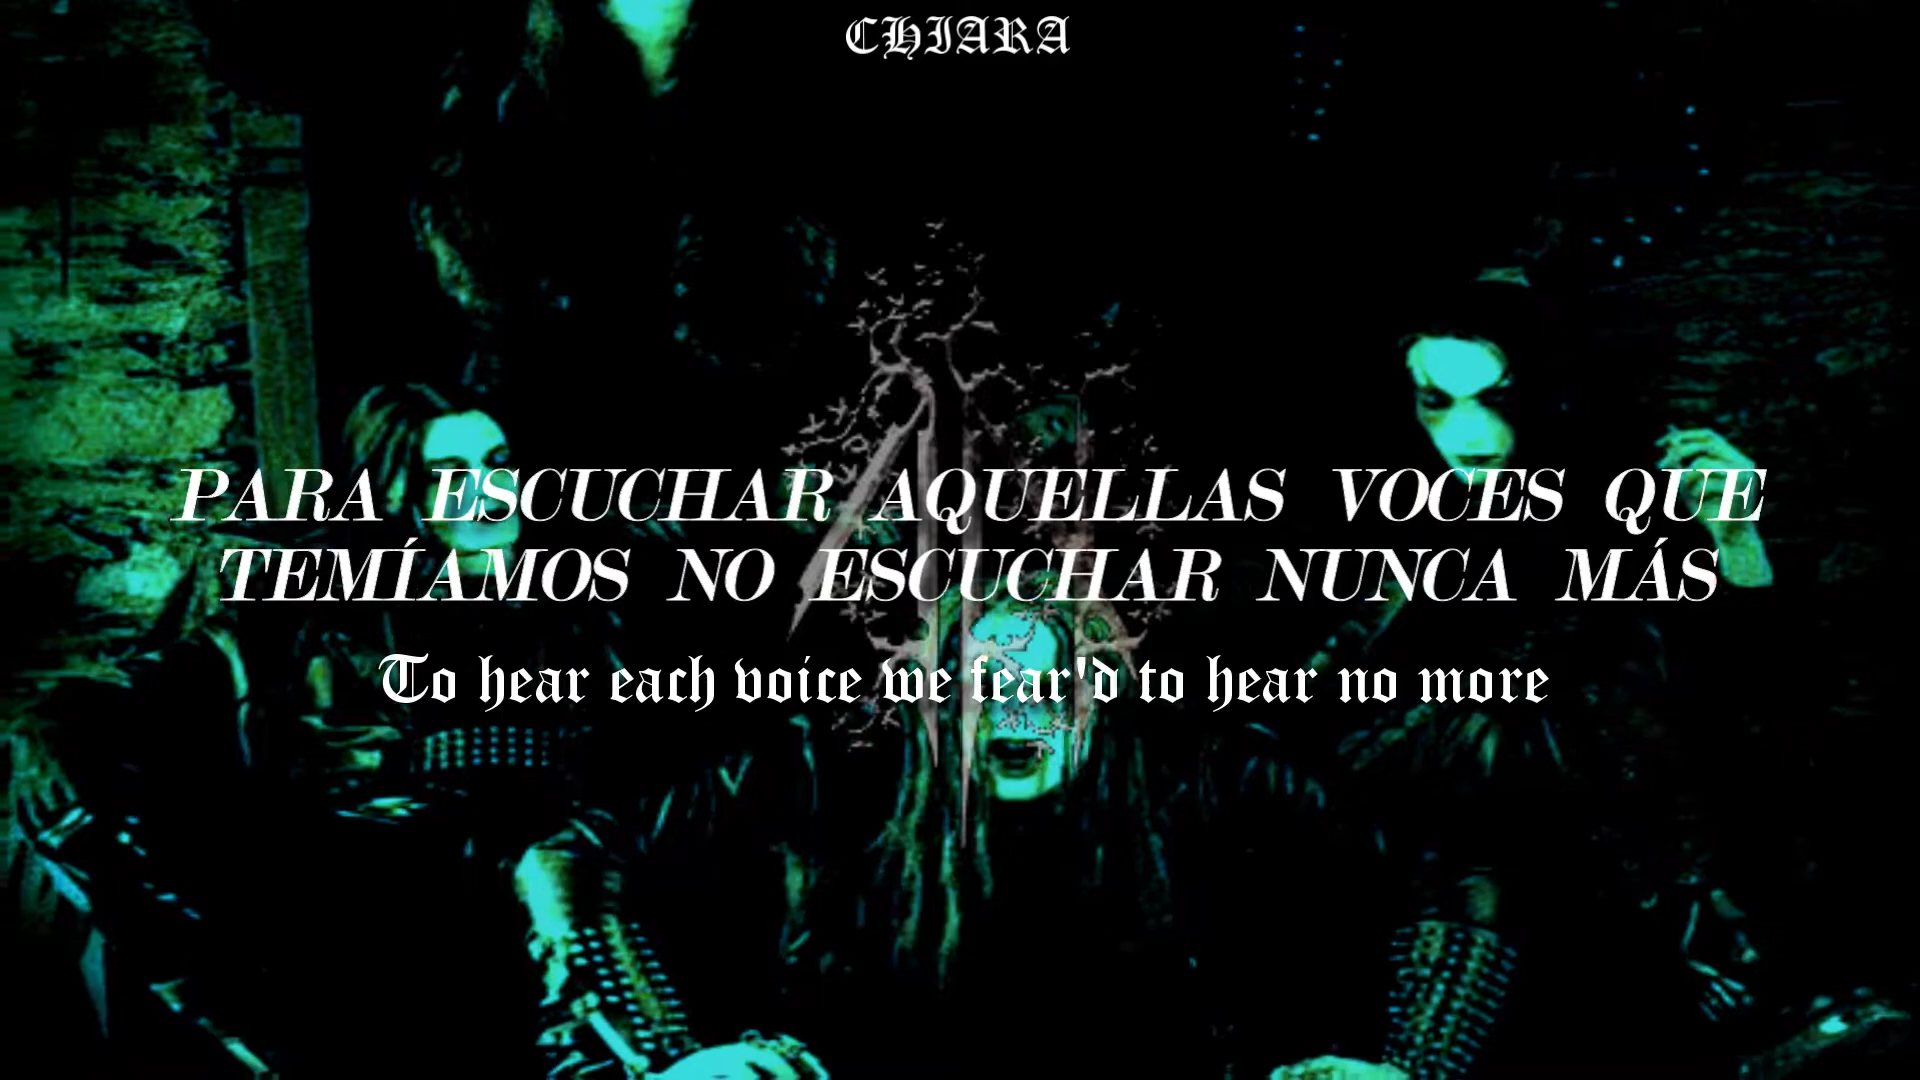 CHIARA
PARA ESCUCHAR AQUELLAS VOCES QUE
TEMÍAMOS NO ESCUCHAR NUNCA MÁS
To hear each voice we fear'd to hear no more